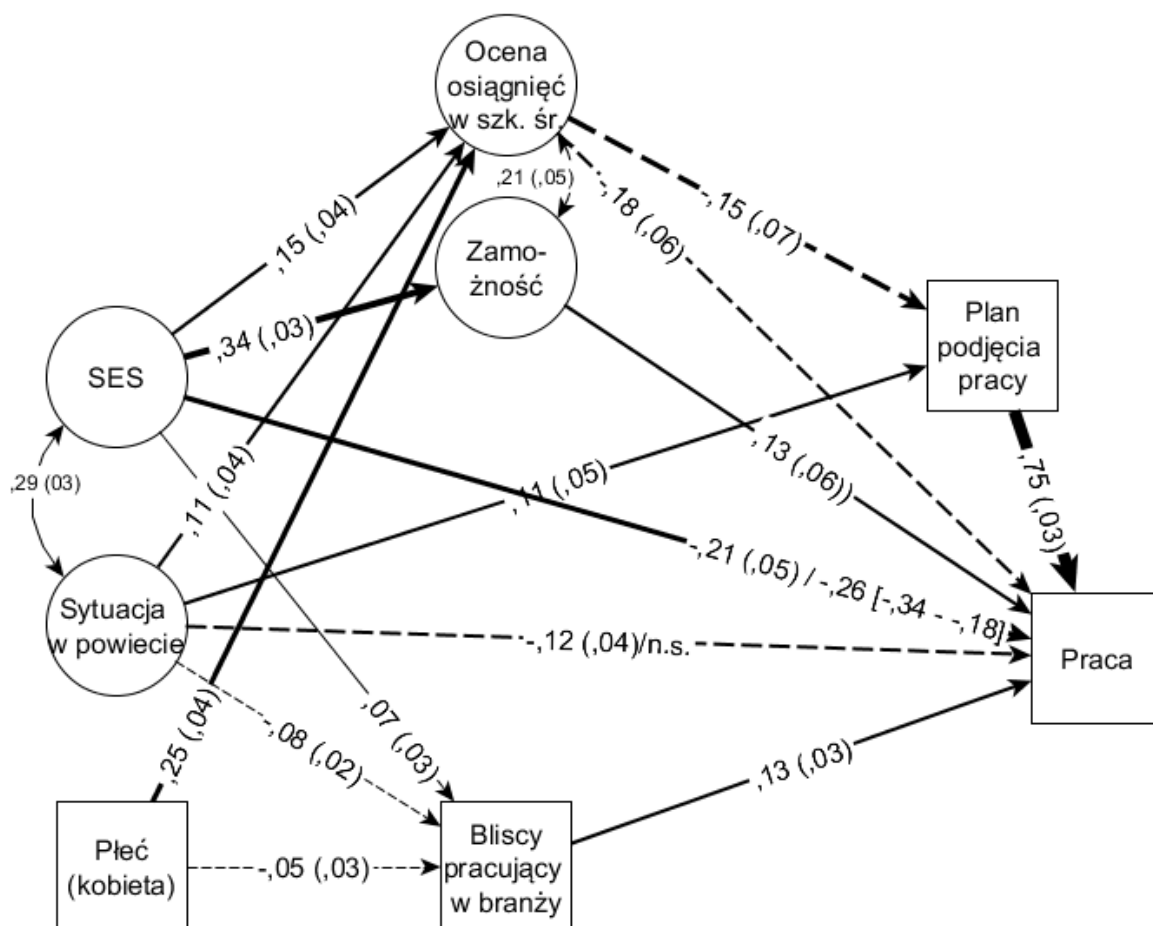 Ocena
osiągnięć
w szk. śr.
,21 (,05)
-,15 (,07)
-,18 (,06)
,15 (,04)
Zamo-
żność
Plan
podjęcia
pracy
,34 (,03)
SES
,13 (,06))
,75 (,03)
,29 (03)
,11 (,04)
,11 (,05)
-,21 (,05) / -,26 [-,34 - -,18]
Sytuacja
w powiecie
-,12 (,04)/n.s.
Praca
,25 (,04)
-,08 (,02)
,07 (,03)
,13 (,03)
Płeć
(kobieta)
-,05 (,03)
Bliscy
pracujący
w branży